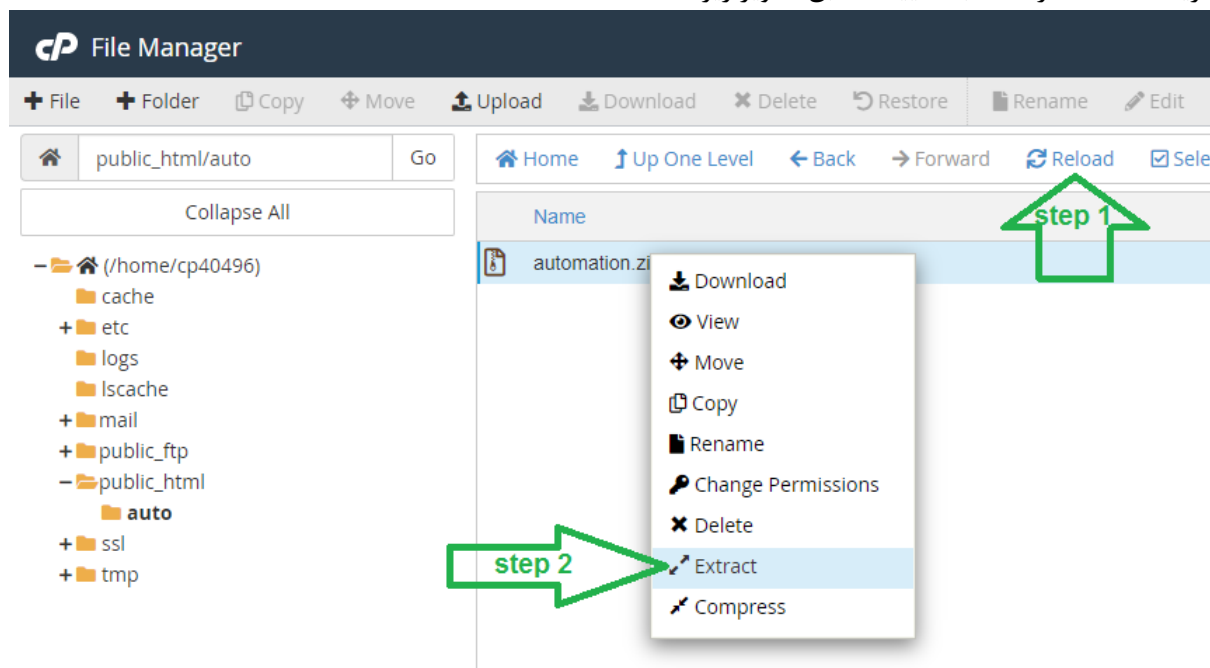 cP File Manager
File Folder Copy Move Upload Download Delete Restore Rename Edit
public_html/auto Go
Home Up One Level Back Forward Reload Sele
Collapse All
Name
step 1
(/home/cp40496)
automation.zi
cache
etc
logs
lscache
mail
public_ftp
public_html
auto
ssl
tmp
Download
View
Move
Copy
Rename
Change Permissions
Delete
step 2
Extract
Compress